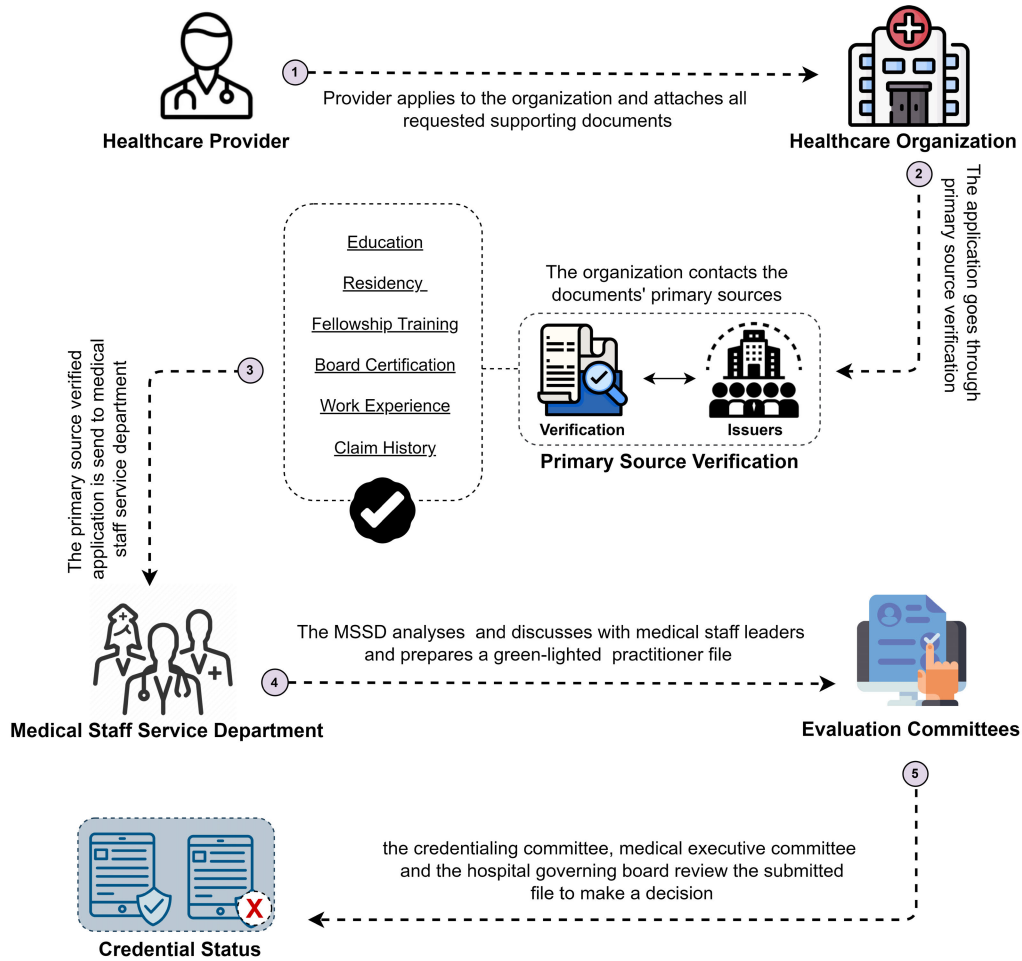 1
Provider applies to the organization and attaches all
requested supporting documents
Healthcare Provider
Healthcare Organization
2
The application goes through
primary source verification
The organization contacts the
documents' primary sources
Verification
Issuers
Primary Source Verification
Education
Residency
Fellowship Training
Board Certification
Work Experience
Claim History
3
The primary source verified
application is send to medical
staff service department
Medical Staff Service Department
4
The MSSD analyses and discusses with medical staff leaders
and prepares a green-lighted practitioner file
Evaluation Committees
5
the credentialing committee, medical executive committee
and the hospital governing board review the submitted
file to make a decision
X
Credential Status